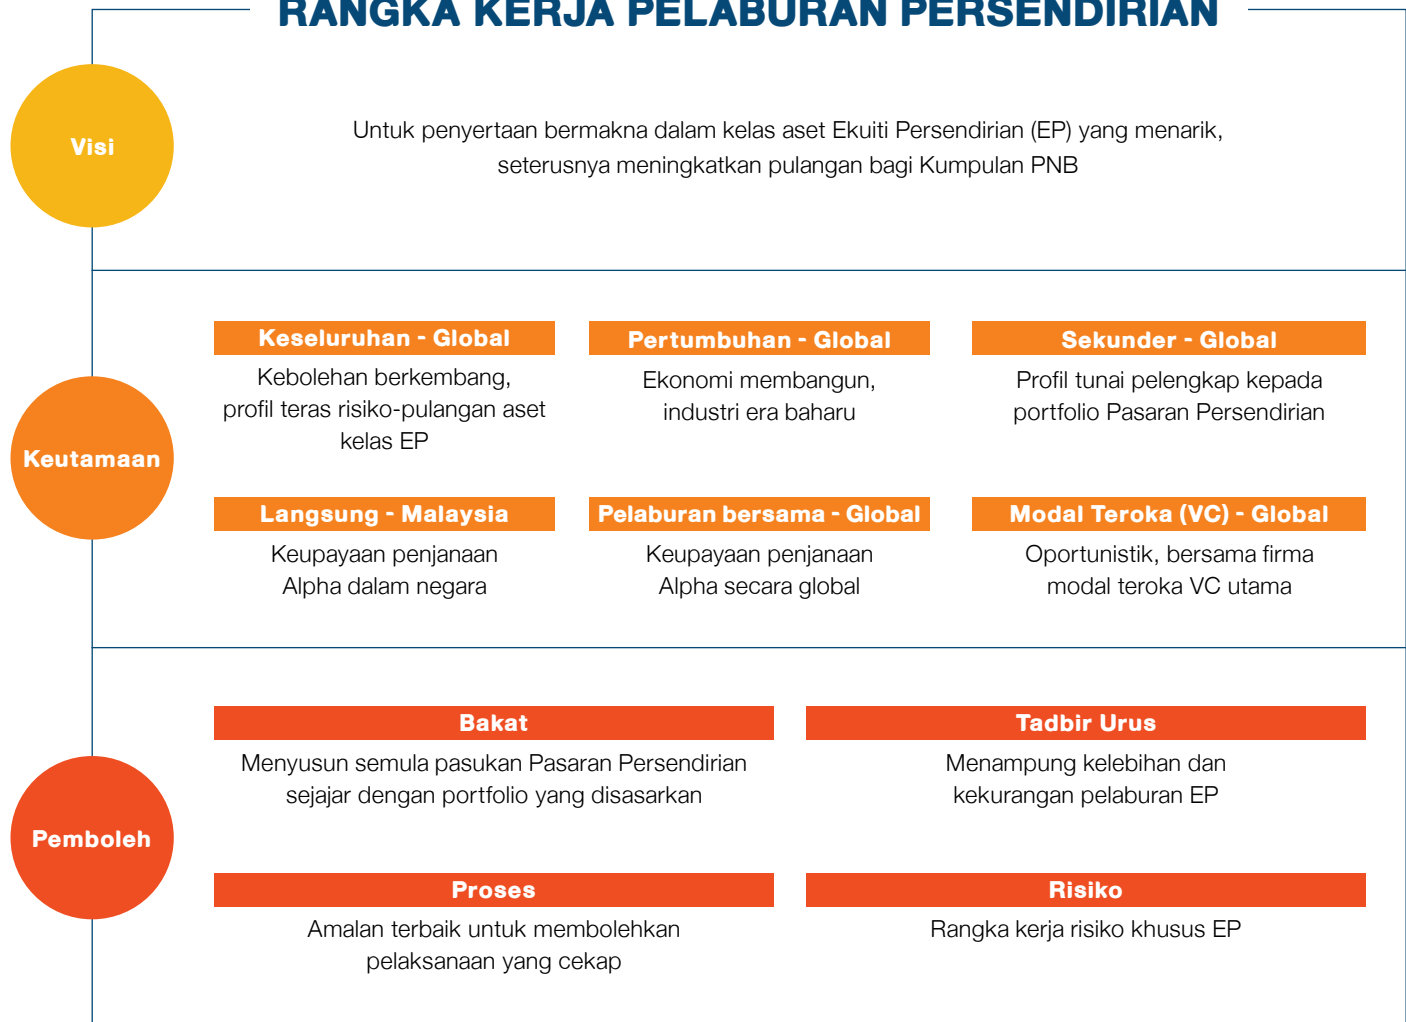 RANGKA KERJA PELABURAN PERSENDIRIAN
Visi
Untuk penyertaan bermakna dalam kelas aset Ekuiti Persendirian (EP) yang menarik,
seterusnya meningkatkan pulangan bagi Kumpulan PNB
Keutamaan
Keseluruhan - Global
Kebolehan berkembang,
profil teras risiko-pulangan aset
kelas EP
Pertumbuhan - Global
Ekonomi membangun,
industri era baharu
Sekunder - Global
Profil tunai pelengkap kepada
portfolio Pasaran Persendirian
Langsung - Malaysia
Keupayaan penjanaan
Alpha dalam negara
Pelaburan bersama - Global
Keupayaan penjanaan
Alpha secara global
Modal Teroka (VC) - Global
Oportunistik, bersama firma
modal teroka VC utama
Pemboleh
Bakat
Menyusun semula pasukan Pasaran Persendirian
sejajar dengan portfolio yang disasarkan
Tadbir Urus
Menampung kelebihan dan
kekurangan pelaburan EP
Proses
Amalan terbaik untuk membolehkan
pelaksanaan yang cekap
Risiko
Rangka kerja risiko khusus EP